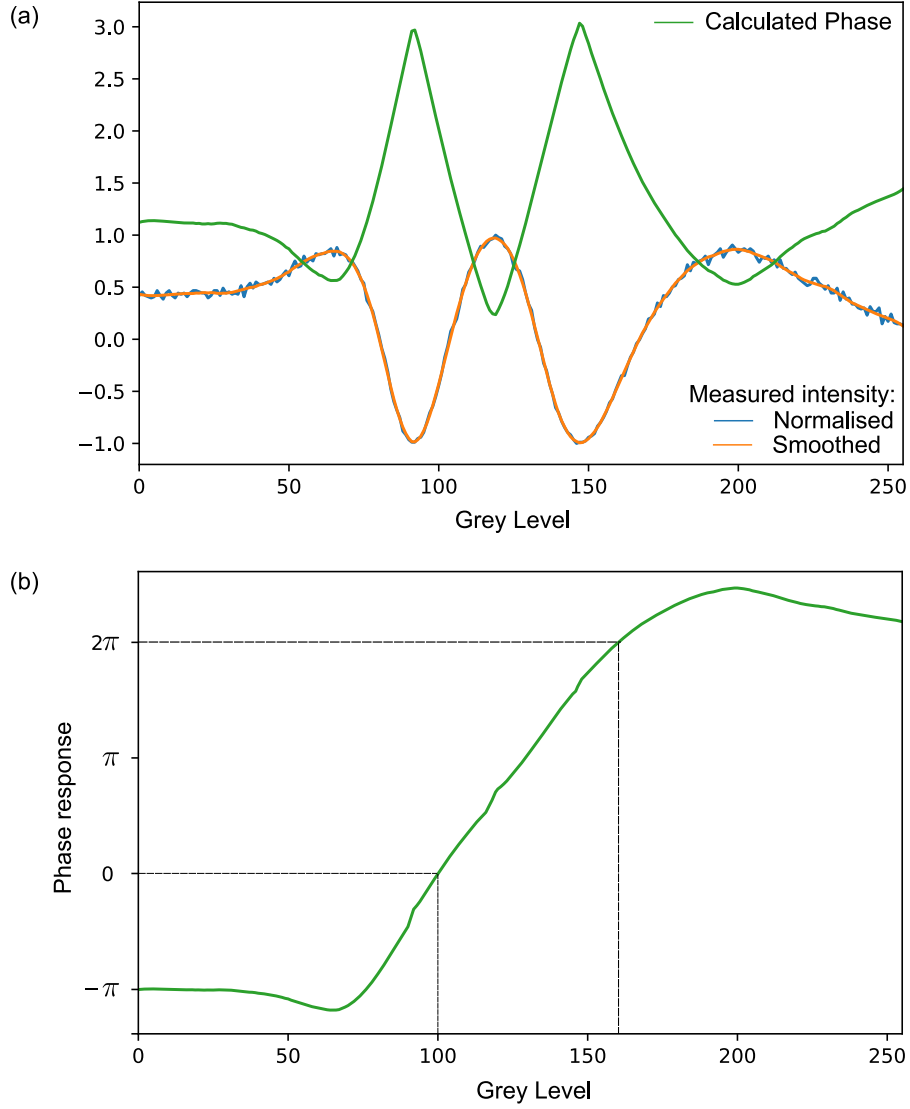 (a)
3.0
Calculated Phase
2.5
2.0
1.5
1.0
0.5
0.0
−0.5
−1.0
Measured intensity:
Normalised
Smoothed
0 50 100 150 200 250
Grey Level
(b)
2π
π
0
−π
Phase response
0 50 100 150 200 250
Grey Level